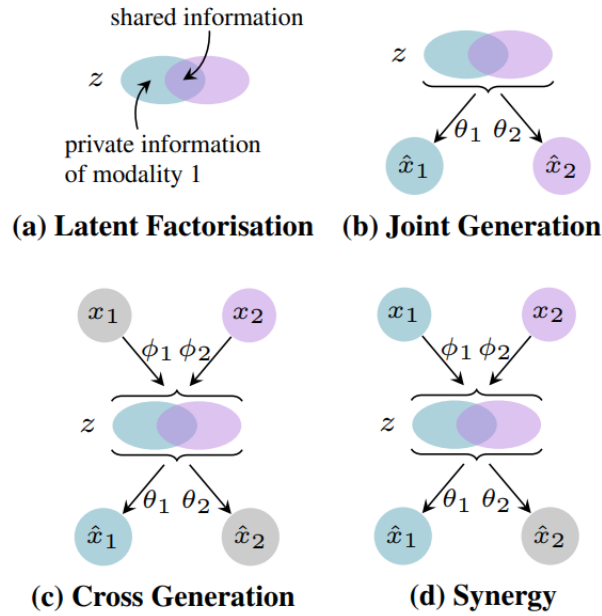 shared information
z
private information
of modality 1
(a) Latent Factorisation
z
θ₁ θ₂
x̂₁ x̂₂
(b) Joint Generation
x₁ x₂
ϕ₁ ϕ₂
z
θ₁ θ₂
x̂₁ x̂₂
(c) Cross Generation
x₁ x₂
ϕ₁ ϕ₂
z
θ₁ θ₂
x̂₁ x̂₂
(d) Synergy